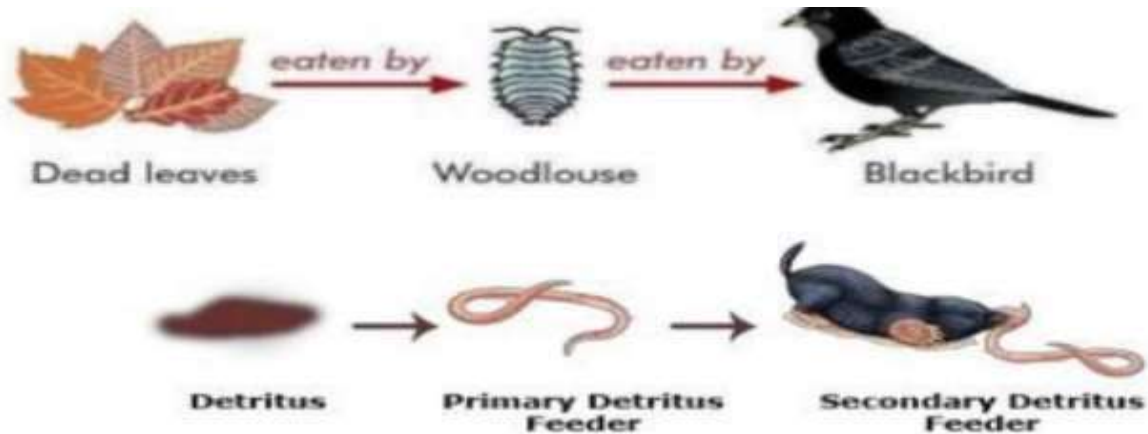 eaten by
eaten by
Dead leaves
Woodlouse
Blackbird
Detritus
Primary Detritus
Feeder
Secondary Detritus
Feeder